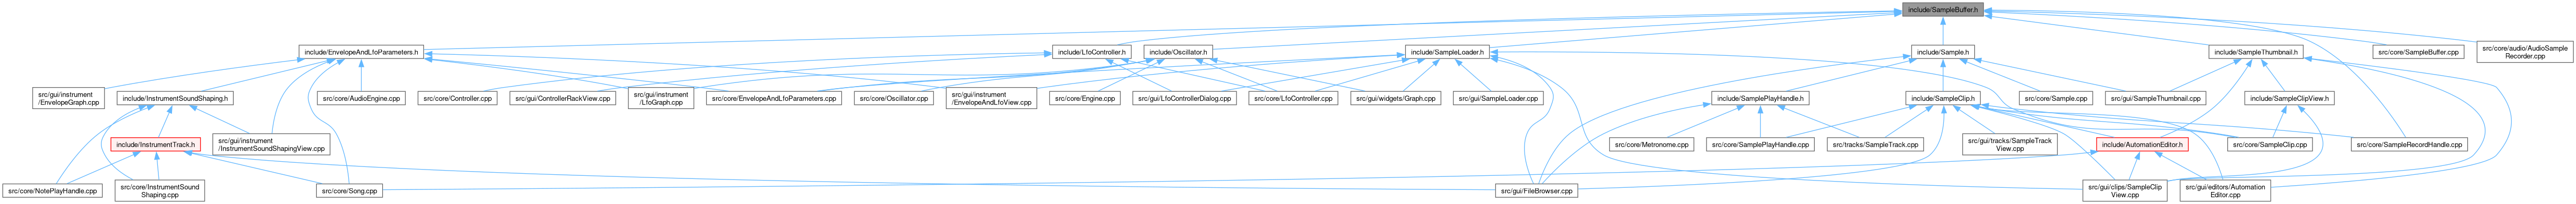 include/SampleBuffer.h
include/EnvelopeAndLfoParameters.h
include/LfoController.h
include/Oscillator.h
include/SampleLoader.h
include/Sample.h
include/SampleThumbnail.h
src/core/SampleBuffer.cpp
src/core/audio/AudioSample
Recorder.cpp
src/gui/instrument
/EnvelopeGraph.cpp
include/InstrumentSoundShaping.h
src/core/AudioEngine.cpp
src/core/Controller.cpp
src/gui/ControllerRackView.cpp
src/gui/instrument
/LfoGraph.cpp
src/core/EnvelopeAndLfoParameters.cpp
src/core/Oscillator.cpp
src/gui/instrument
/EnvelopeAndLfoView.cpp
src/core/Engine.cpp
src/gui/LfoControllerDialog.cpp
src/core/LfoController.cpp
src/gui/widgets/Graph.cpp
src/gui/SampleLoader.cpp
include/SamplePlayHandle.h
include/SampleClip.h
src/core/Sample.cpp
src/gui/SampleThumbnail.cpp
include/SampleClipView.h
include/InstrumentTrack.h
src/gui/instrument
/InstrumentSoundShapingView.cpp
src/core/Metronome.cpp
src/core/SamplePlayHandle.cpp
src/tracks/SampleTrack.cpp
src/gui/tracks/SampleTrack
View.cpp
include/AutomationEditor.h
src/core/SampleClip.cpp
src/core/SampleRecordHandle.cpp
src/core/NotePlayHandle.cpp
src/core/InstrumentSound
Shaping.cpp
src/core/Song.cpp
src/gui/FileBrowser.cpp
src/gui/clips/SampleClip
View.cpp
src/gui/editors/Automation
Editor.cpp